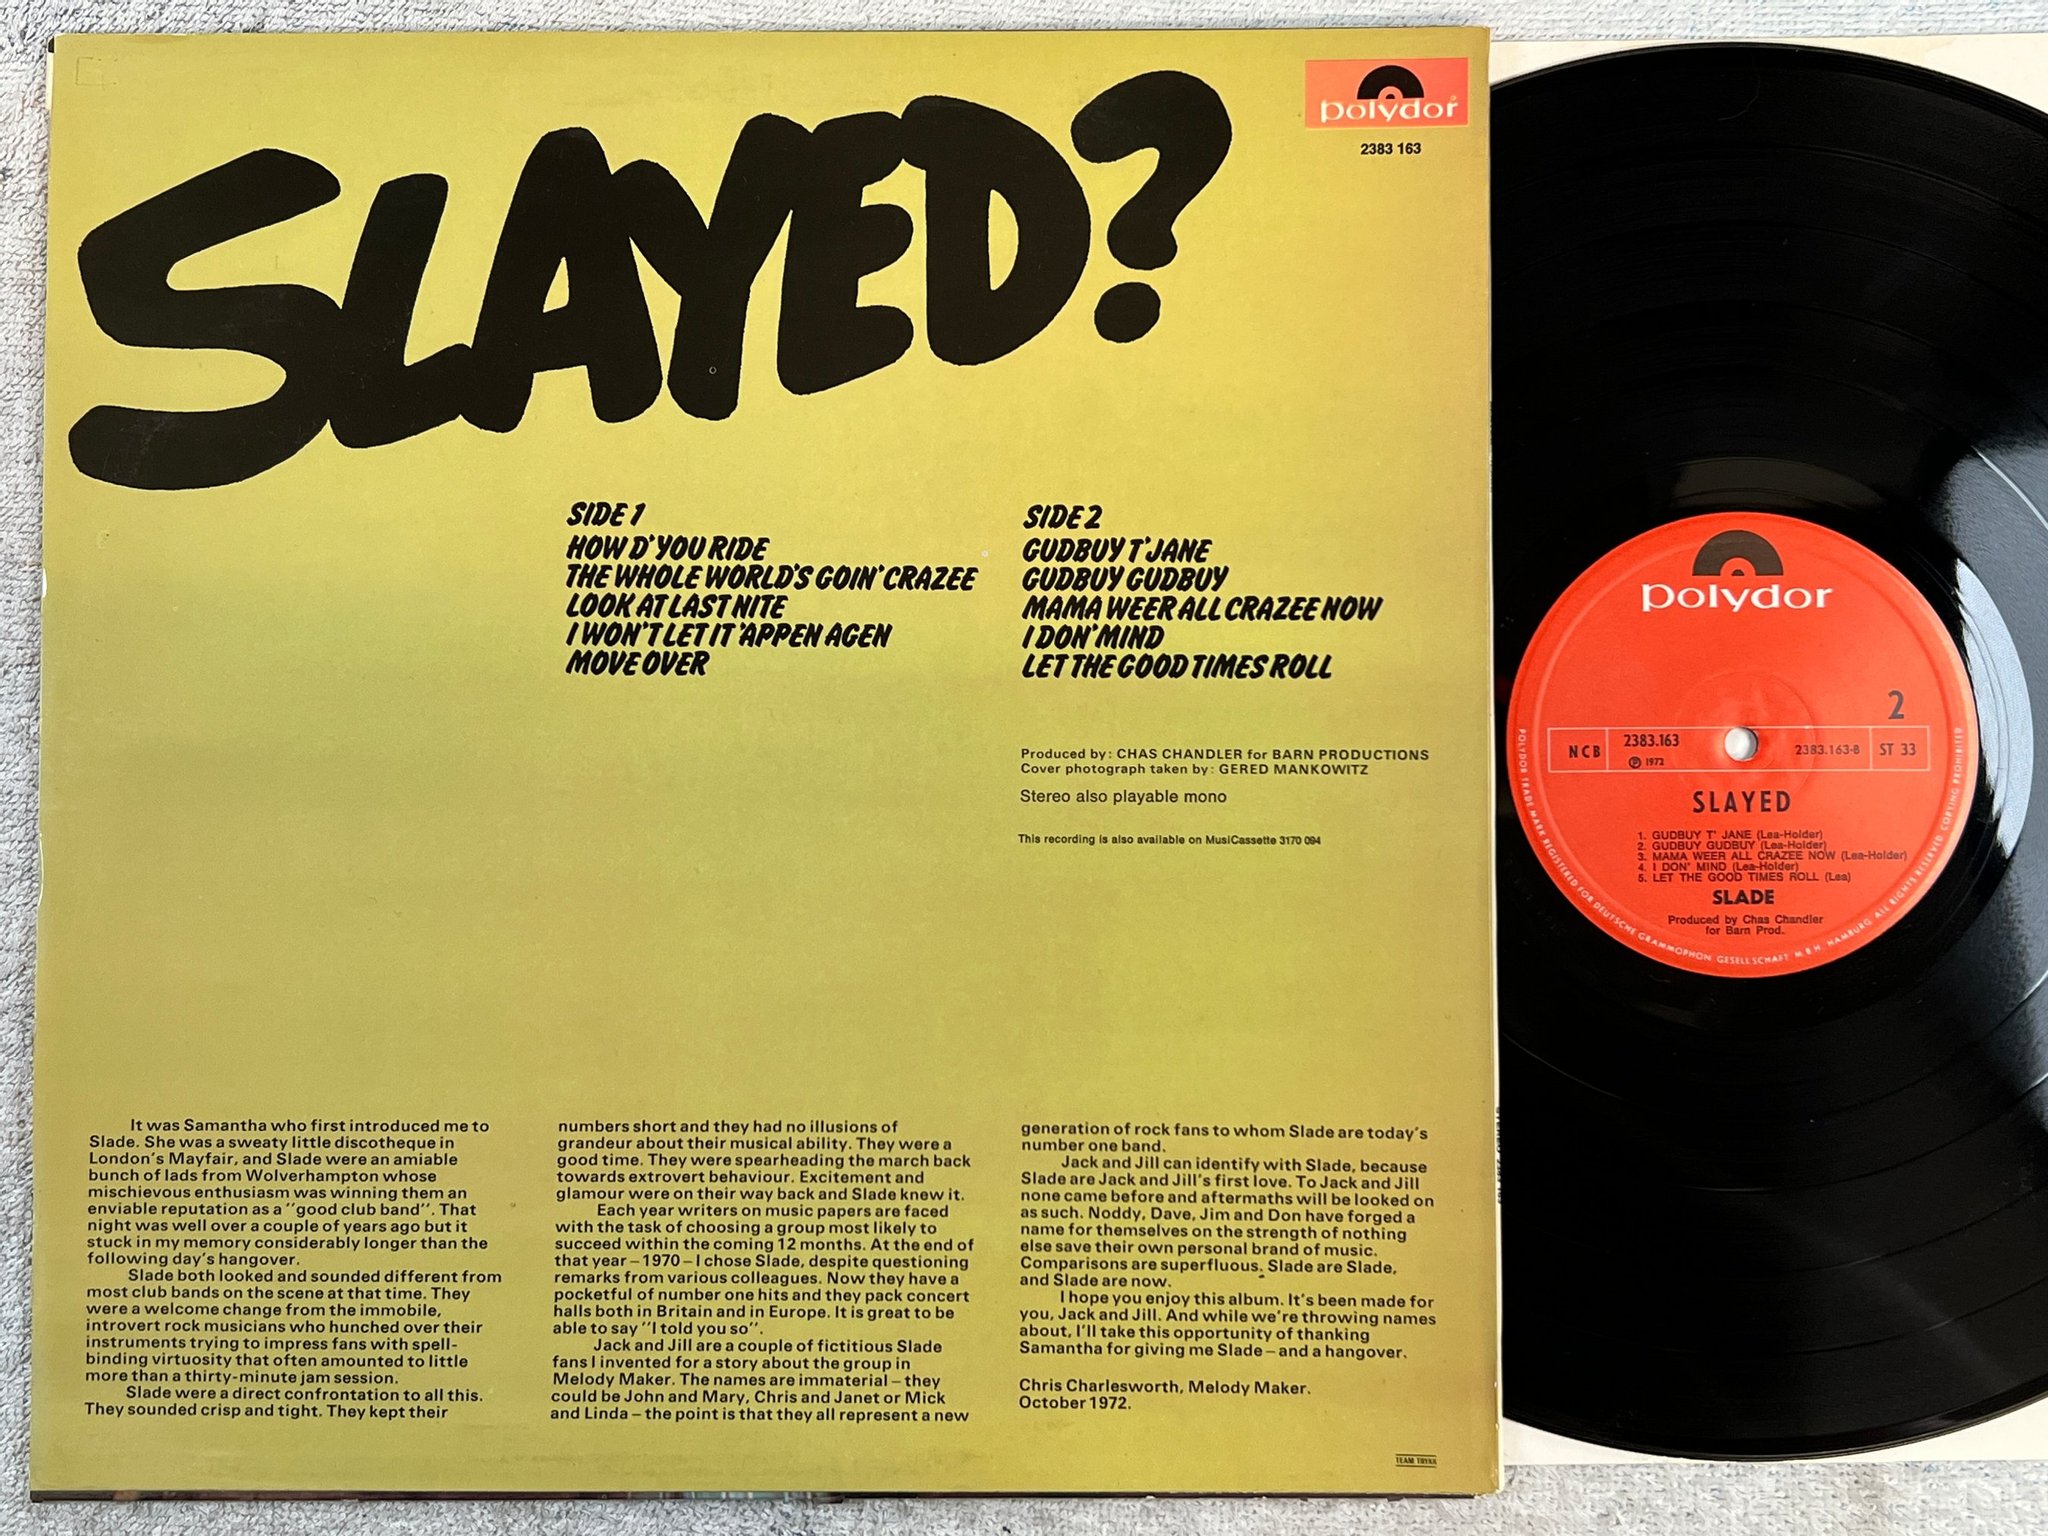 SLAYED?
polydor
2383 163
SIDE 1
HOW D'YOU RIDE
THE WHOLE WORLD'S GOIN' CRAZEE
LOOK AT LAST NITE
I WON'T LET IT 'APPEN AGEN
MOVE OVER
SIDE 2
GUDBUY T'JANE
GUDBUY GUDBUY
MAMA WEER ALL CRAZEE NOW
I DON' MIND
LET THE GOOD TIMES ROLL
Produced by: CHAS CHANDLER for BARN PRODUCTIONS
Cover photograph taken by: GERED MANKOWITZ
Stereo also playable mono
This recording is also available on MusiCassette 3170 094
It was Samantha who first introduced me to
Slade. She was a sweaty little discotheque in
London's Mayfair, and Slade were an amiable
bunch of lads from Wolverhampton whose
mischievous enthusiasm was winning them an
enviable reputation as a "good club band". That
night was well over a couple of years ago but it
stuck in my memory considerably longer than the
following day's hangover.
Slade both looked and sounded different from
most club bands on the scene at that time. They
were a welcome change from the immobile,
introvert rock musicians who hunched over their
instruments trying to impress fans with spell-
binding virtuosity that often amounted to little
more than a thirty-minute jam session.
Slade were a direct confrontation to all this.
They sounded crisp and tight. They kept their
numbers short and they had no illusions of
grandeur about their musical ability. They were a
good time. They were spearheading the march back
towards extrovert behaviour. Excitement and
glamour were on their way back and Slade knew it.
Each year writers on music papers are faced
with the task of choosing a group most likely to
succeed within the coming 12 months. At the end of
that year – 1970 – I chose Slade, despite questioning
remarks from various colleagues. Now they have a
pocketful of number one hits and they pack concert
halls both in Britain and in Europe. It is great to be
able to say "I told you so".
Jack and Jill are a couple of fictitious Slade
fans I invented for a story about the group in
Melody Maker. The names are immaterial – they
could be John and Mary, Chris and Janet or Mick
and Linda – the point is that they all represent a new
generation of rock fans to whom Slade are today's
number one band.
Jack and Jill can identify with Slade, because
Slade are Jack and Jill's first love. To Jack and Jill
none came before and aftermaths will be looked on
as such. Noddy, Dave, Jim and Don have forged a
name for themselves on the strength of nothing
else save their own personal brand of music.
Comparisons are superfluous. Slade are Slade,
and Slade are now.
I hope you enjoy this album. It's been made for
you, Jack and Jill. And while we're throwing names
about, I'll take this opportunity of thanking
Samantha for giving me Slade – and a hangover.
Chris Charlesworth, Melody Maker.
October 1972.
TEAM TRYKK
polydor
2
NCB
2383.163
℗ 1972
2383.163-B
ST 33
SLAYED
1. GUDBUY T' JANE (Lea-Holder)
2. GUDBUY GUDBUY (Lea-Holder)
3. MAMA WEER ALL CRAZEE NOW (Lea-Holder)
4. I DON' MIND (Lea-Holder)
5. LET THE GOOD TIMES ROLL (Lea)
SLADE
Produced by Chas Chandler
for Barn Prod.
POLYDOR TRADE MARK REGISTERED FOR DEUTSCHE GRAMMOPHON GESELLSCHAFT M B H HAMBURG ALL RIGHTS RESERVED COPYING PROHIBITED